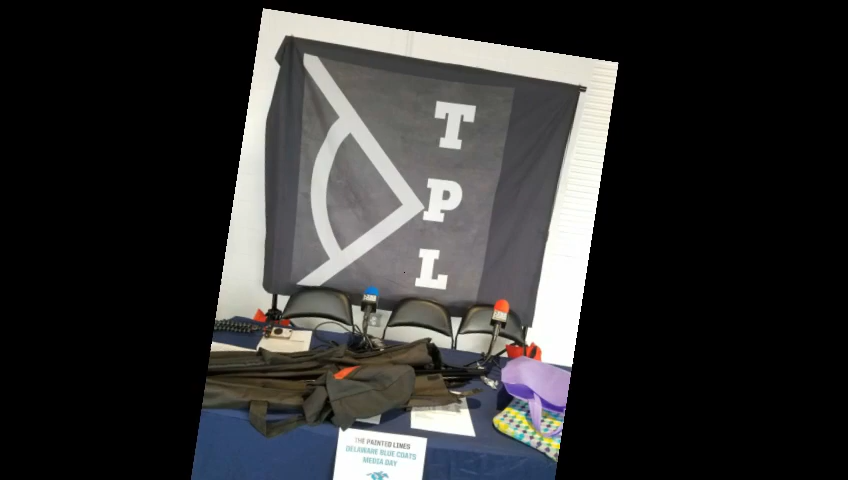 T
P
L
THE PAINTED LINES
DELAWARE BLUE COATS
MEDIA DAY